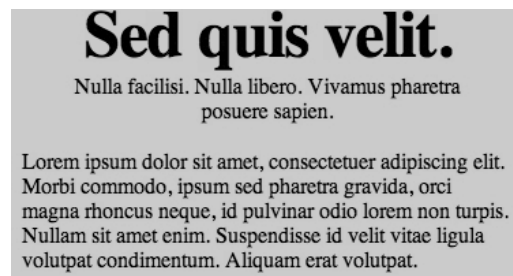 Sed quis velit.
Nulla facilisi. Nulla libero. Vivamus pharetra
posuere sapien.
Lorem ipsum dolor sit amet, consectetuer adipiscing elit.
Morbi commodo, ipsum sed pharetra gravida, orci
magna rhoncus neque, id pulvinar odio lorem non turpis.
Nullam sit amet enim. Suspendisse id velit vitae ligula
volutpat condimentum. Aliquam erat volutpat.